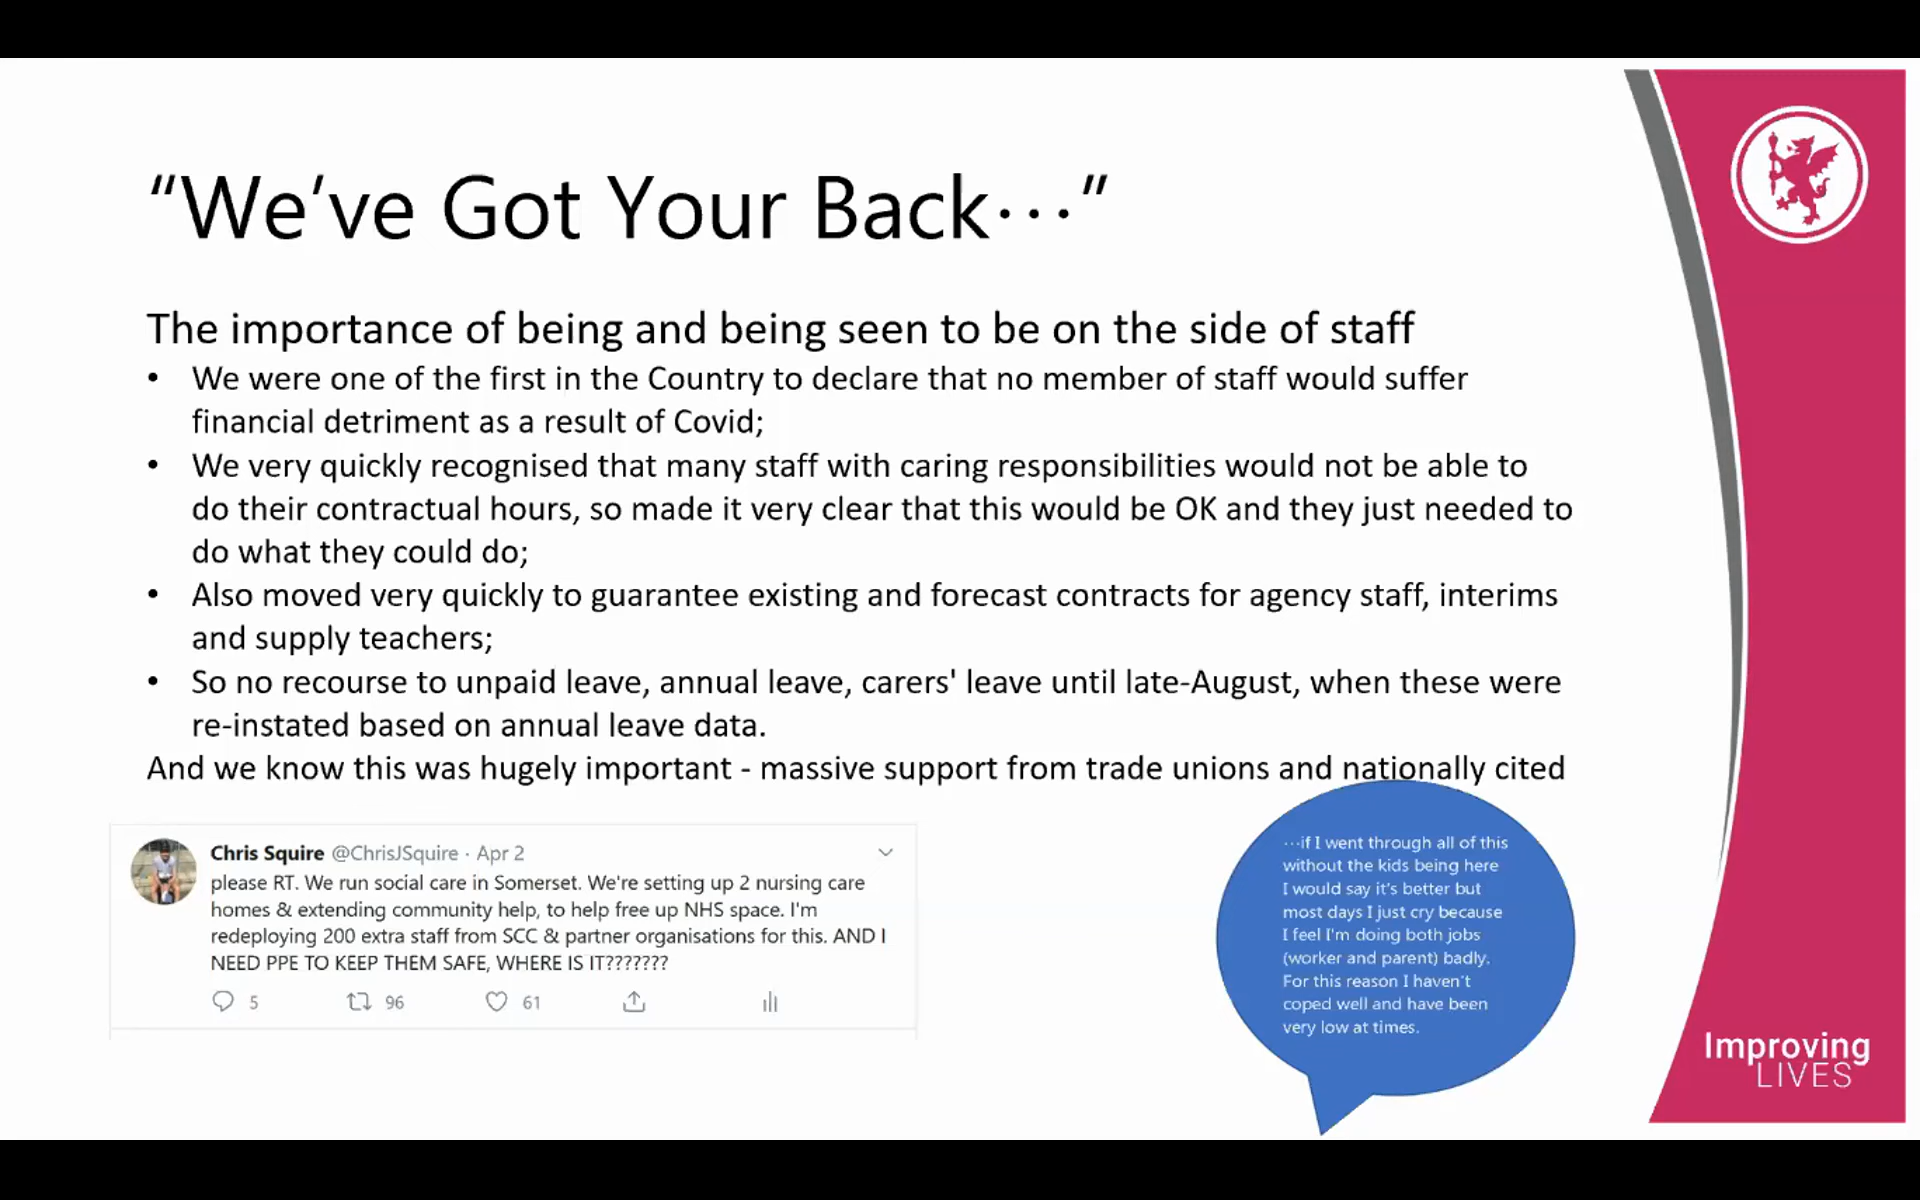 “We’ve Got Your Back…”
The importance of being and being seen to be on the side of staff
• We were one of the first in the Country to declare that no member of staff would suffer
financial detriment as a result of Covid;
• We very quickly recognised that many staff with caring responsibilities would not be able to
do their contractual hours, so made it very clear that this would be OK and they just needed to
do what they could do;
• Also moved very quickly to guarantee existing and forecast contracts for agency staff, interims
and supply teachers;
• So no recourse to unpaid leave, annual leave, carers' leave until late-August, when these were
re-instated based on annual leave data.
And we know this was hugely important - massive support from trade unions and nationally cited
Chris Squire @ChrisJSquire · Apr 2
please RT. We run social care in Somerset. We're setting up 2 nursing care
homes & extending community help, to help free up NHS space. I'm
redeploying 200 extra staff from SCC & partner organisations for this. AND I
NEED PPE TO KEEP THEM SAFE, WHERE IS IT???????
5 96 61
…if I went through all of this
without the kids being here
I would say it's better but
most days I just cry because
I feel I'm doing both jobs
(worker and parent) badly.
For this reason I haven't
coped well and have been
very low at times.
Improving
LIVES